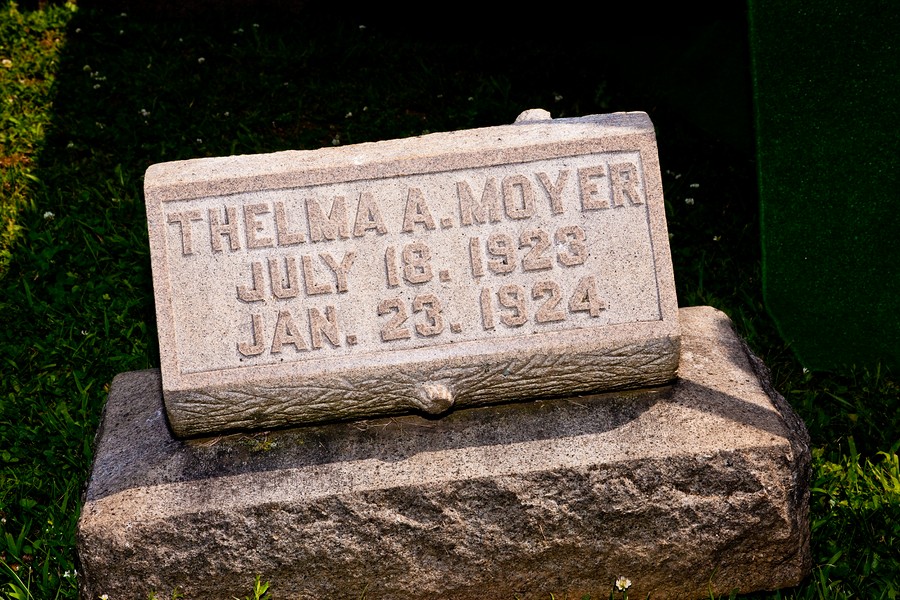 THELMA A. MOYER
JULY 18. 1923
JAN. 23. 1924